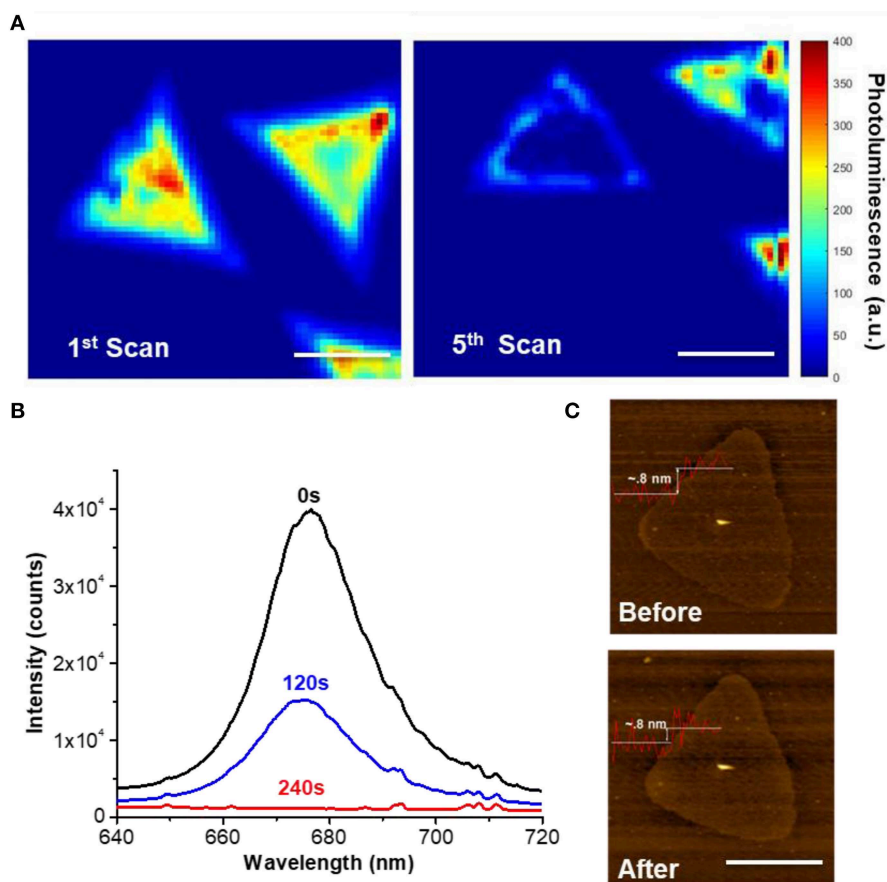 A
1st Scan
5th Scan
400
350
300
250
200
150
100
50
0
Photoluminescence (a.u.)
B
Intensity (counts)
4x10⁴
3x10⁴
2x10⁴
1x10⁴
0
0s
120s
240s
640
660
680
700
720
Wavelength (nm)
C
~.8 nm
Before
~.8 nm
After